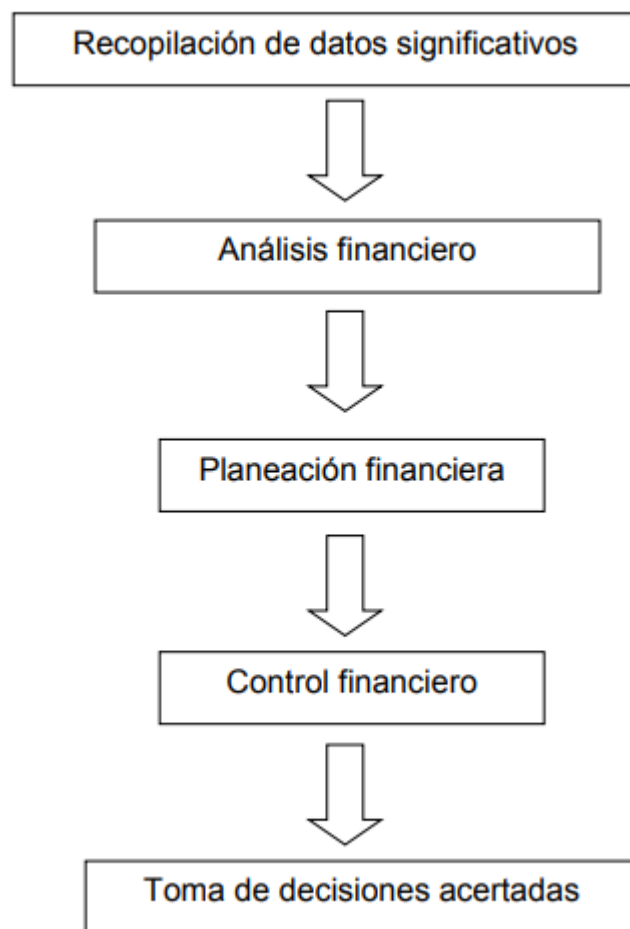 Recopilación de datos significativos
Análisis financiero
Planeación financiera
Control financiero
Toma de decisiones acertadas